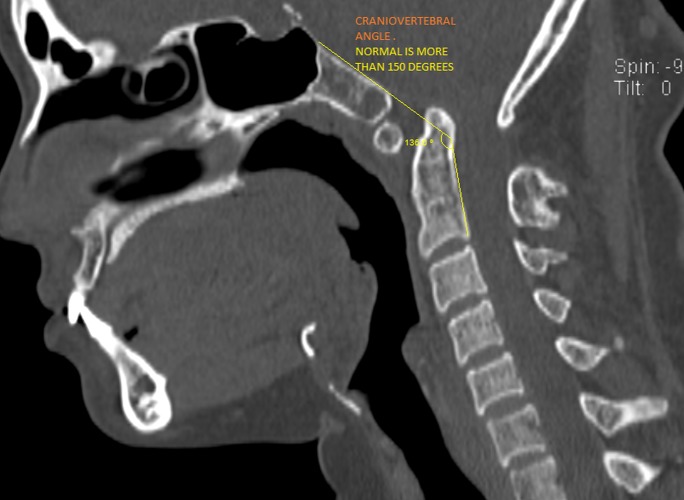 CRANIOVERTEBRAL
ANGLE .
NORMAL IS MORE
THAN 150 DEGREES
Spin: -9
Tilt: 0